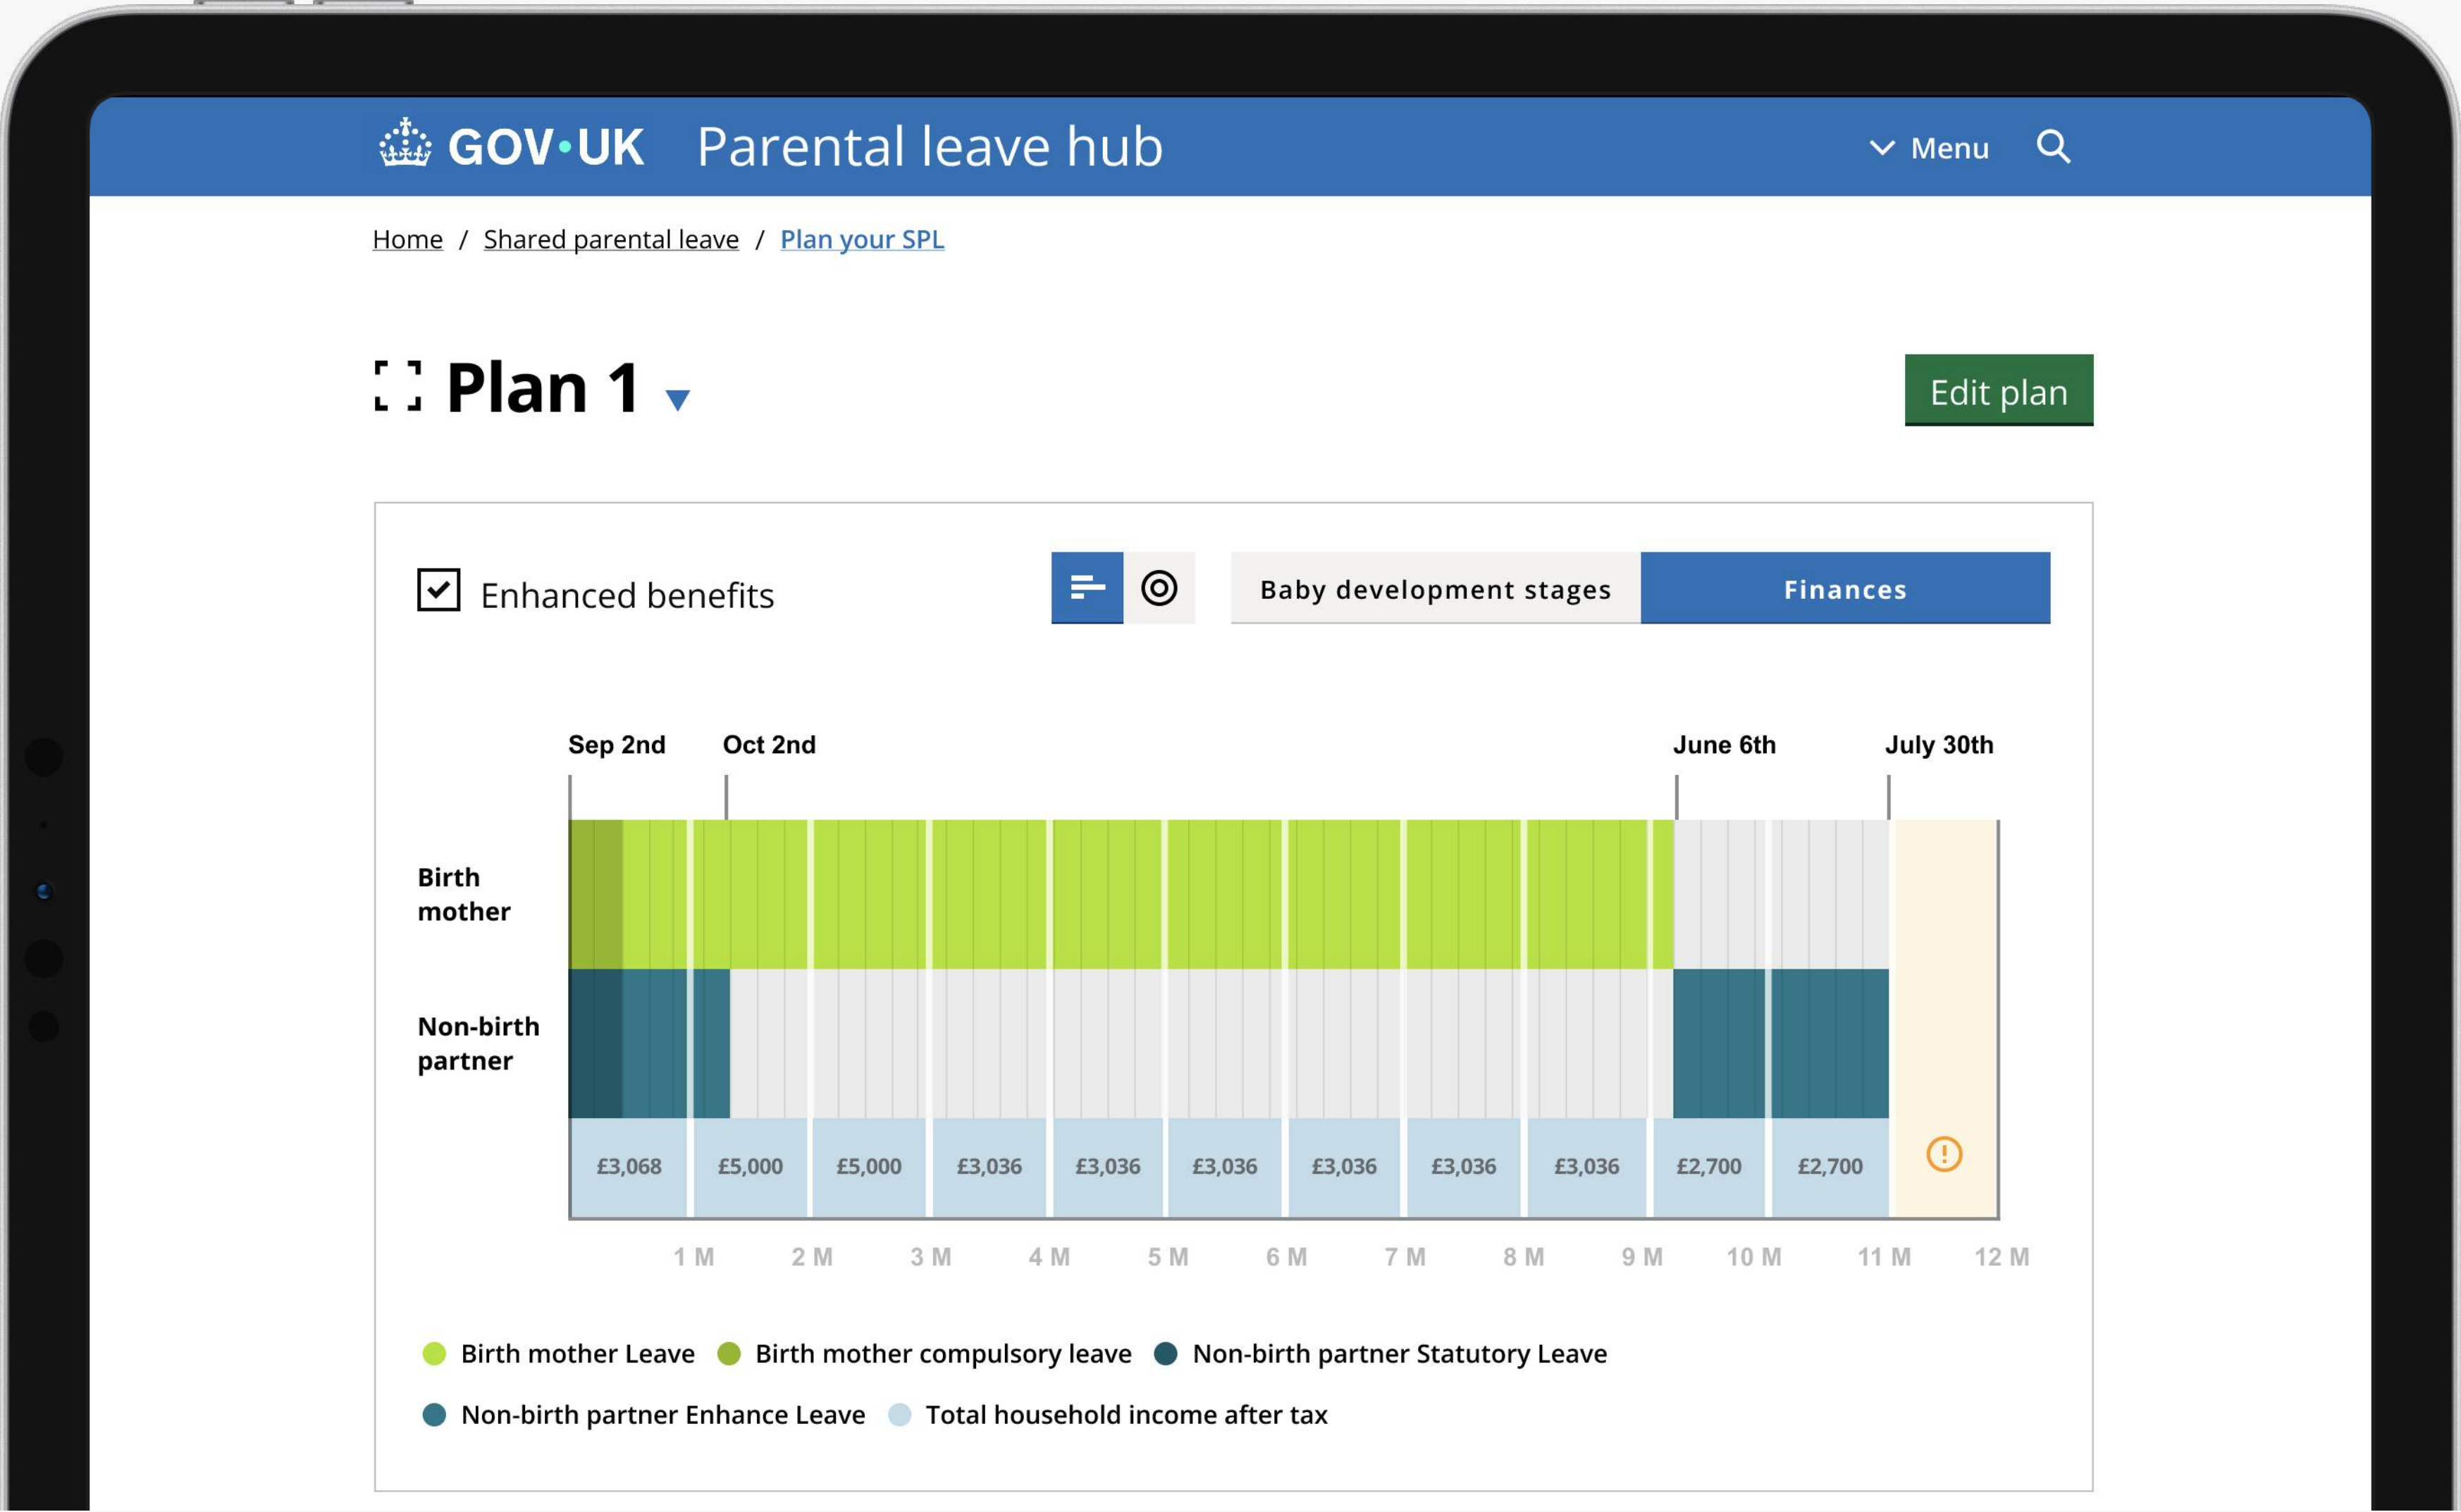 GOV·UK Parental leave hub Menu
Home / Shared parental leave / Plan your SPL
Plan 1
Edit plan
Enhanced benefits
Baby development stages
Finances
Sep 2nd Oct 2nd June 6th July 30th
Birth
mother
Non-birth
partner
£3,068 £5,000 £5,000 £3,036 £3,036 £3,036 £3,036 £3,036 £3,036 £2,700 £2,700
1 M 2 M 3 M 4 M 5 M 6 M 7 M 8 M 9 M 10 M 11 M 12 M
Birth mother Leave Birth mother compulsory leave Non-birth partner Statutory Leave
Non-birth partner Enhance Leave Total household income after tax